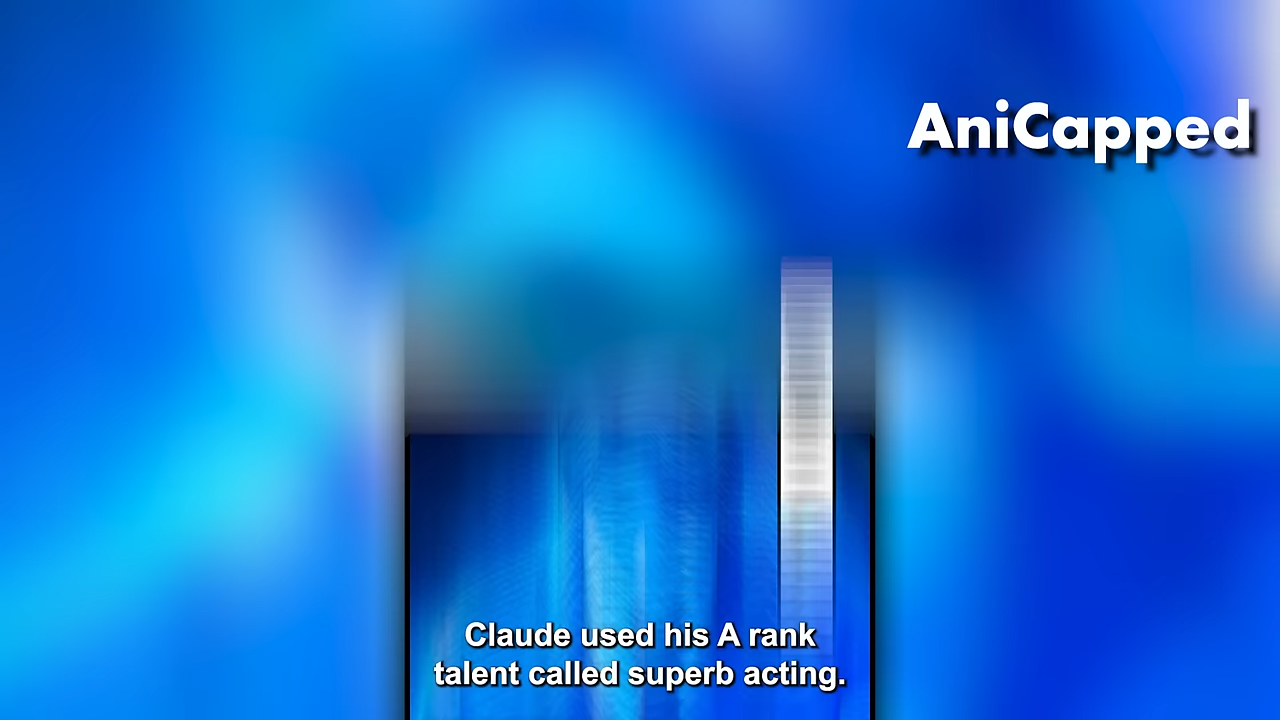 AniCapped
Claude used his A rank
talent called superb acting.